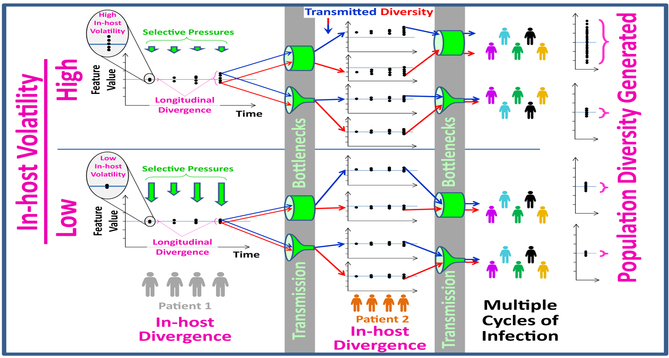 In-host Volatility
High
Low
High
In-host
Volatility
Selective Pressures
Feature
Value
Longitudinal
Divergence
Time
Low
In-host
Volatility
Selective Pressures
Feature
Value
Longitudinal
Divergence
Time
Patient 1
In-host
Divergence
Transmission Bottlenecks
Transmitted Diversity
Patient 2
In-host
Divergence
Transmission Bottlenecks
Multiple
Cycles of
Infection
Population Diversity Generated